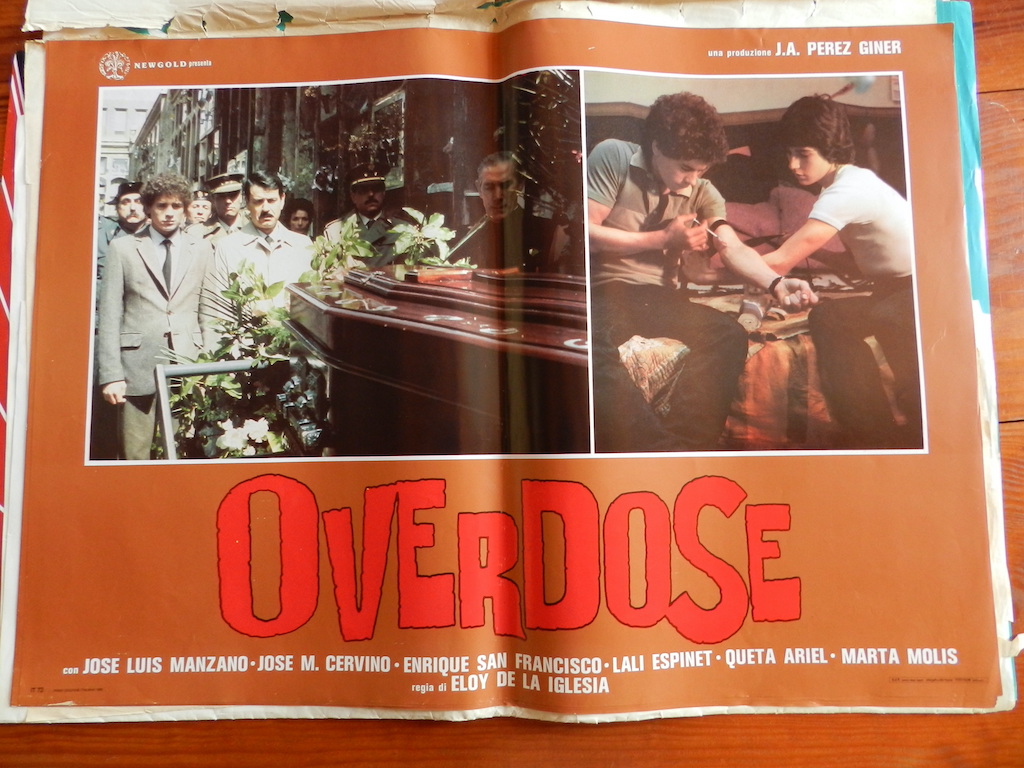 NEWGOLD presenta
una produzione J.A. PEREZ GINER
OVERDOSE
con JOSE LUIS MANZANO · JOSE M. CERVINO · ENRIQUE SAN FRANCISCO · LALI ESPINET · QUETA ARIEL · MARTA MOLIS
regia di ELOY DE LA IGLESIA